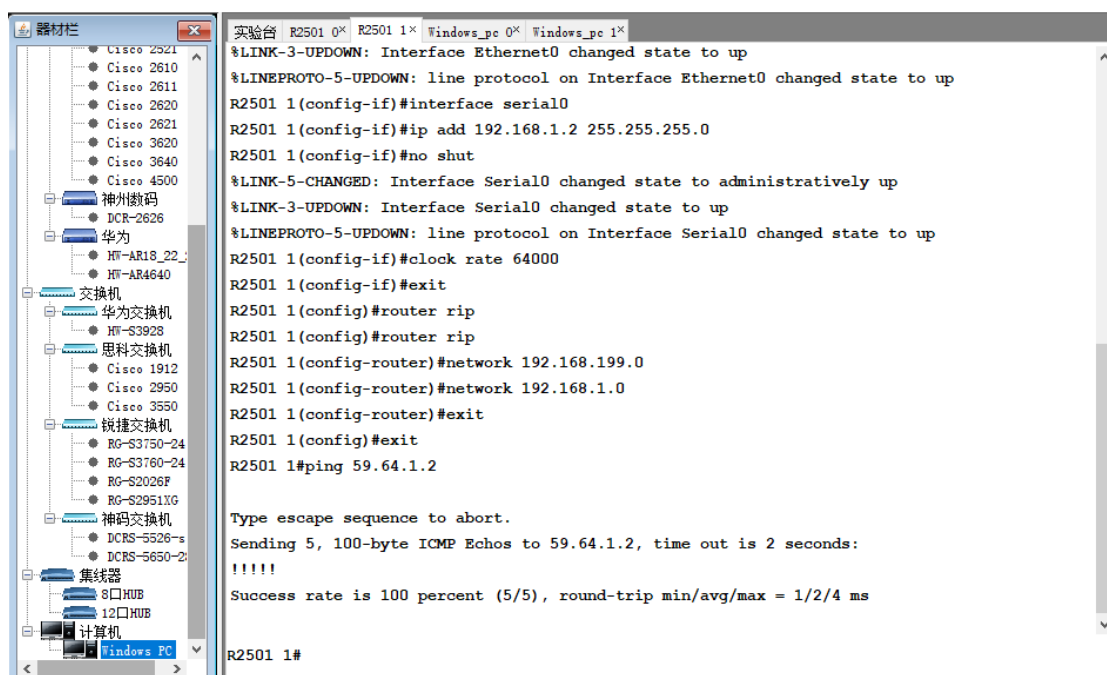 器材栏
Cisco 2521
Cisco 2610
Cisco 2611
Cisco 2620
Cisco 2621
Cisco 3620
Cisco 3640
Cisco 4500
神州数码
DCR-2626
华为
HW-AR18_22_
HW-AR4640
交换机
华为交换机
HW-S3928
思科交换机
Cisco 1912
Cisco 2950
Cisco 3550
锐捷交换机
RG-S3750-24
RG-S3760-24
RG-S2026F
RG-S2951XG
神码交换机
DCRS-5526-s
DCRS-5650-2
集线器
8口HUB
12口HUB
计算机
Windows PC
实验台 R2501 0× R2501 1× Windows_pc 0× Windows_pc 1×
%LINK-3-UPDOWN: Interface Ethernet0 changed state to up
%LINEPROTO-5-UPDOWN: line protocol on Interface Ethernet0 changed state to up
R2501 1(config-if)#interface serial0
R2501 1(config-if)#ip add 192.168.1.2 255.255.255.0
R2501 1(config-if)#no shut
%LINK-5-CHANGED: Interface Serial0 changed state to administratively up
%LINK-3-UPDOWN: Interface Serial0 changed state to up
%LINEPROTO-5-UPDOWN: line protocol on Interface Serial0 changed state to up
R2501 1(config-if)#clock rate 64000
R2501 1(config-if)#exit
R2501 1(config)#router rip
R2501 1(config)#router rip
R2501 1(config-router)#network 192.168.199.0
R2501 1(config-router)#network 192.168.1.0
R2501 1(config-router)#exit
R2501 1(config)#exit
R2501 1#ping 59.64.1.2
Type escape sequence to abort.
Sending 5, 100-byte ICMP Echos to 59.64.1.2, time out is 2 seconds:
!!!!!
Success rate is 100 percent (5/5), round-trip min/avg/max = 1/2/4 ms
R2501 1#